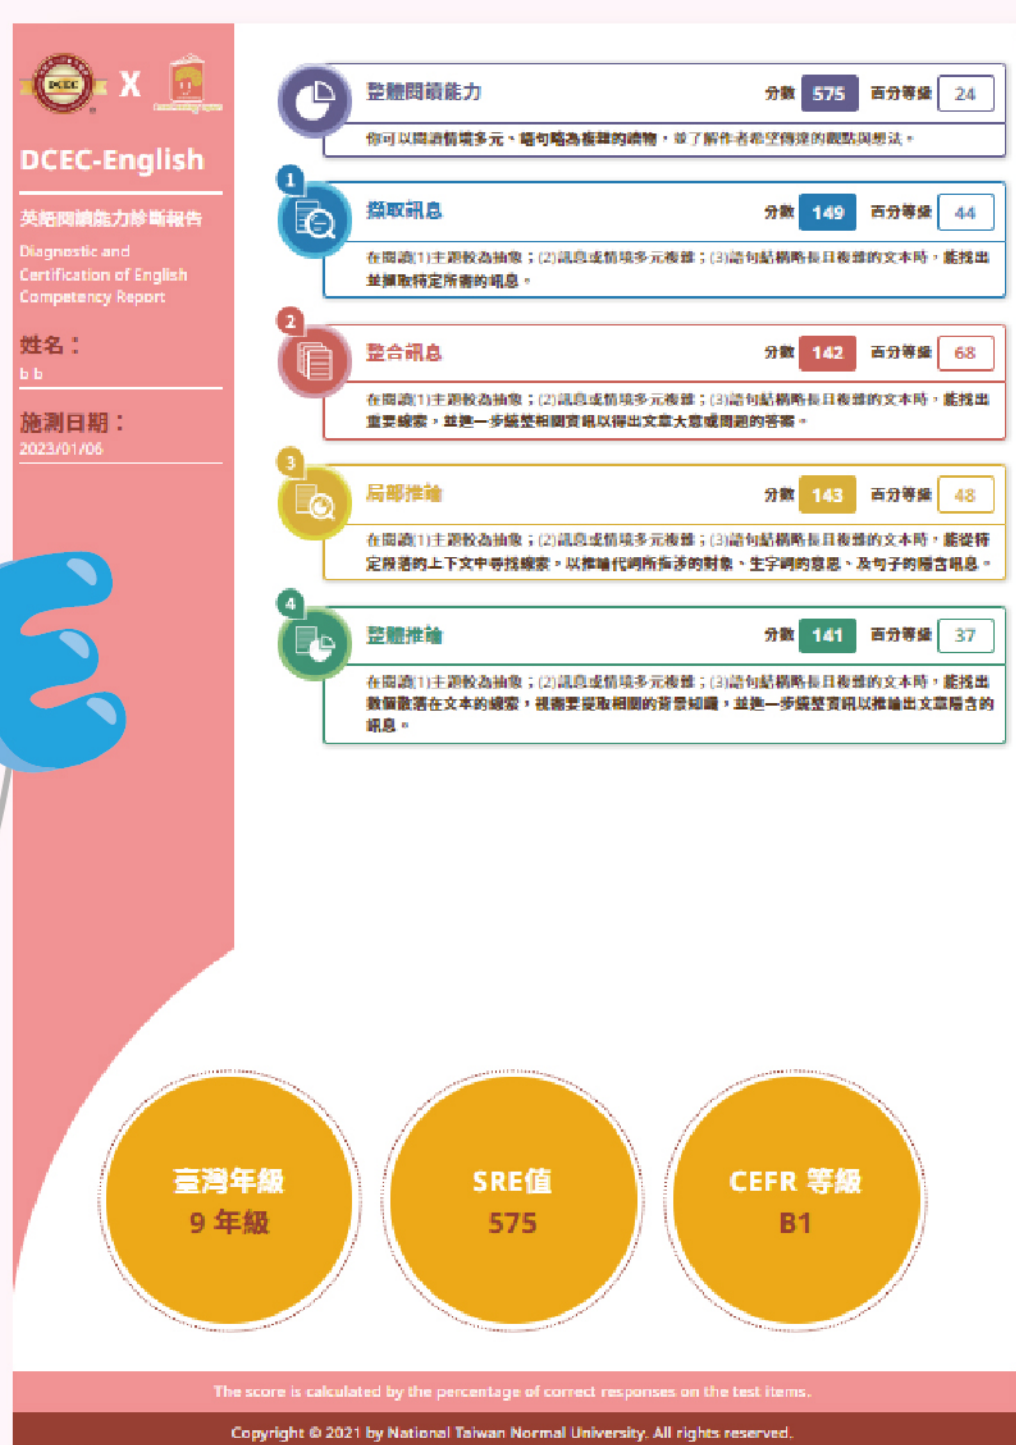 DCEC
X
DCEC-English
英語閱讀能力診斷報告
Diagnostic and
Certification of English
Competency Report
姓名：
b b
施測日期：
2023/01/06
整體閱讀能力 分數 575 百分等級 24
你可以閱讀情境多元、語句略為複雜的讀物，並了解作者希望傳達的觀點與想法。
1
擷取訊息 分數 149 百分等級 44
在閱讀(1)主題較為抽象；(2)訊息或情境多元複雜；(3)語句結構略長且複雜的文本時，能找出
並擷取特定所需的訊息。
2
整合訊息 分數 142 百分等級 68
在閱讀(1)主題較為抽象；(2)訊息或情境多元複雜；(3)語句結構略長且複雜的文本時，能找出
重要線索，並進一步統整相關資訊以得出文章大意或問題的答案。
3
局部推論 分數 143 百分等級 48
在閱讀(1)主題較為抽象；(2)訊息或情境多元複雜；(3)語句結構略長且複雜的文本時，能從特
定段落的上下文中尋找線索，以推論代詞所指涉的對象、生字詞的意思、及句子的隱含訊息。
4
整體推論 分數 141 百分等級 37
在閱讀(1)主題較為抽象；(2)訊息或情境多元複雜；(3)語句結構略長且複雜的文本時，能找出
數個散落在文本的線索，視需要提取相關的背景知識，並進一步統整資訊以推論出文章隱含的
訊息。
臺灣年級
9 年級
SRE值
575
CEFR 等級
B1
The score is calculated by the percentage of correct responses on the test items.
Copyright © 2021 by National Taiwan Normal University. All rights reserved.